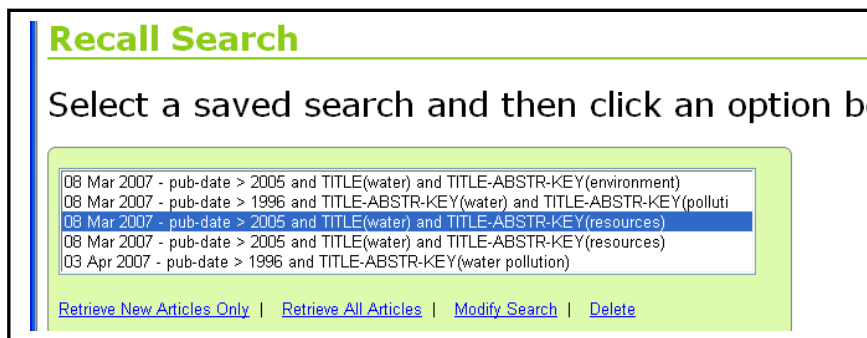 Recall Search
Select a saved search and then click an option b
08 Mar 2007 - pub-date > 2005 and TITLE(water) and TITLE-ABSTR-KEY(environment)
08 Mar 2007 - pub-date > 1996 and TITLE-ABSTR-KEY(water) and TITLE-ABSTR-KEY(polluti
08 Mar 2007 - pub-date > 2005 and TITLE(water) and TITLE-ABSTR-KEY(resources)
08 Mar 2007 - pub-date > 2005 and TITLE(water) and TITLE-ABSTR-KEY(resources)
03 Apr 2007 - pub-date > 1996 and TITLE-ABSTR-KEY(water pollution)
Retrieve New Articles Only | Retrieve All Articles | Modify Search | Delete